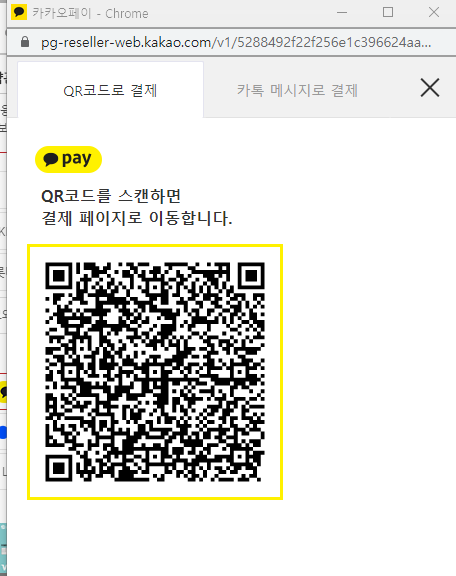 카카오페이 - Chrome
pg-reseller-web.kakao.com/v1/5288492f22f256e1c396624aa...
QR코드로 결제
카톡 메시지로 결제
pay
QR코드를 스캔하면
결제 페이지로 이동합니다.